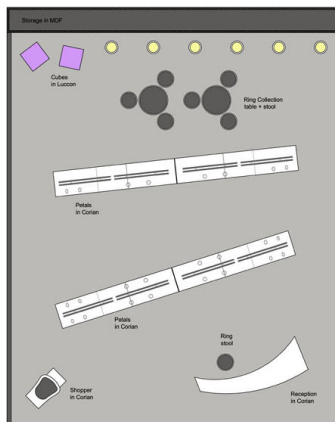 Storage in MDF
Cubes
in Luccon
Ring Collection
table + stool
Petals
in Corian
Petals
in Corian
Ring
stool
Shopper
in Corian
Reception
in Corian